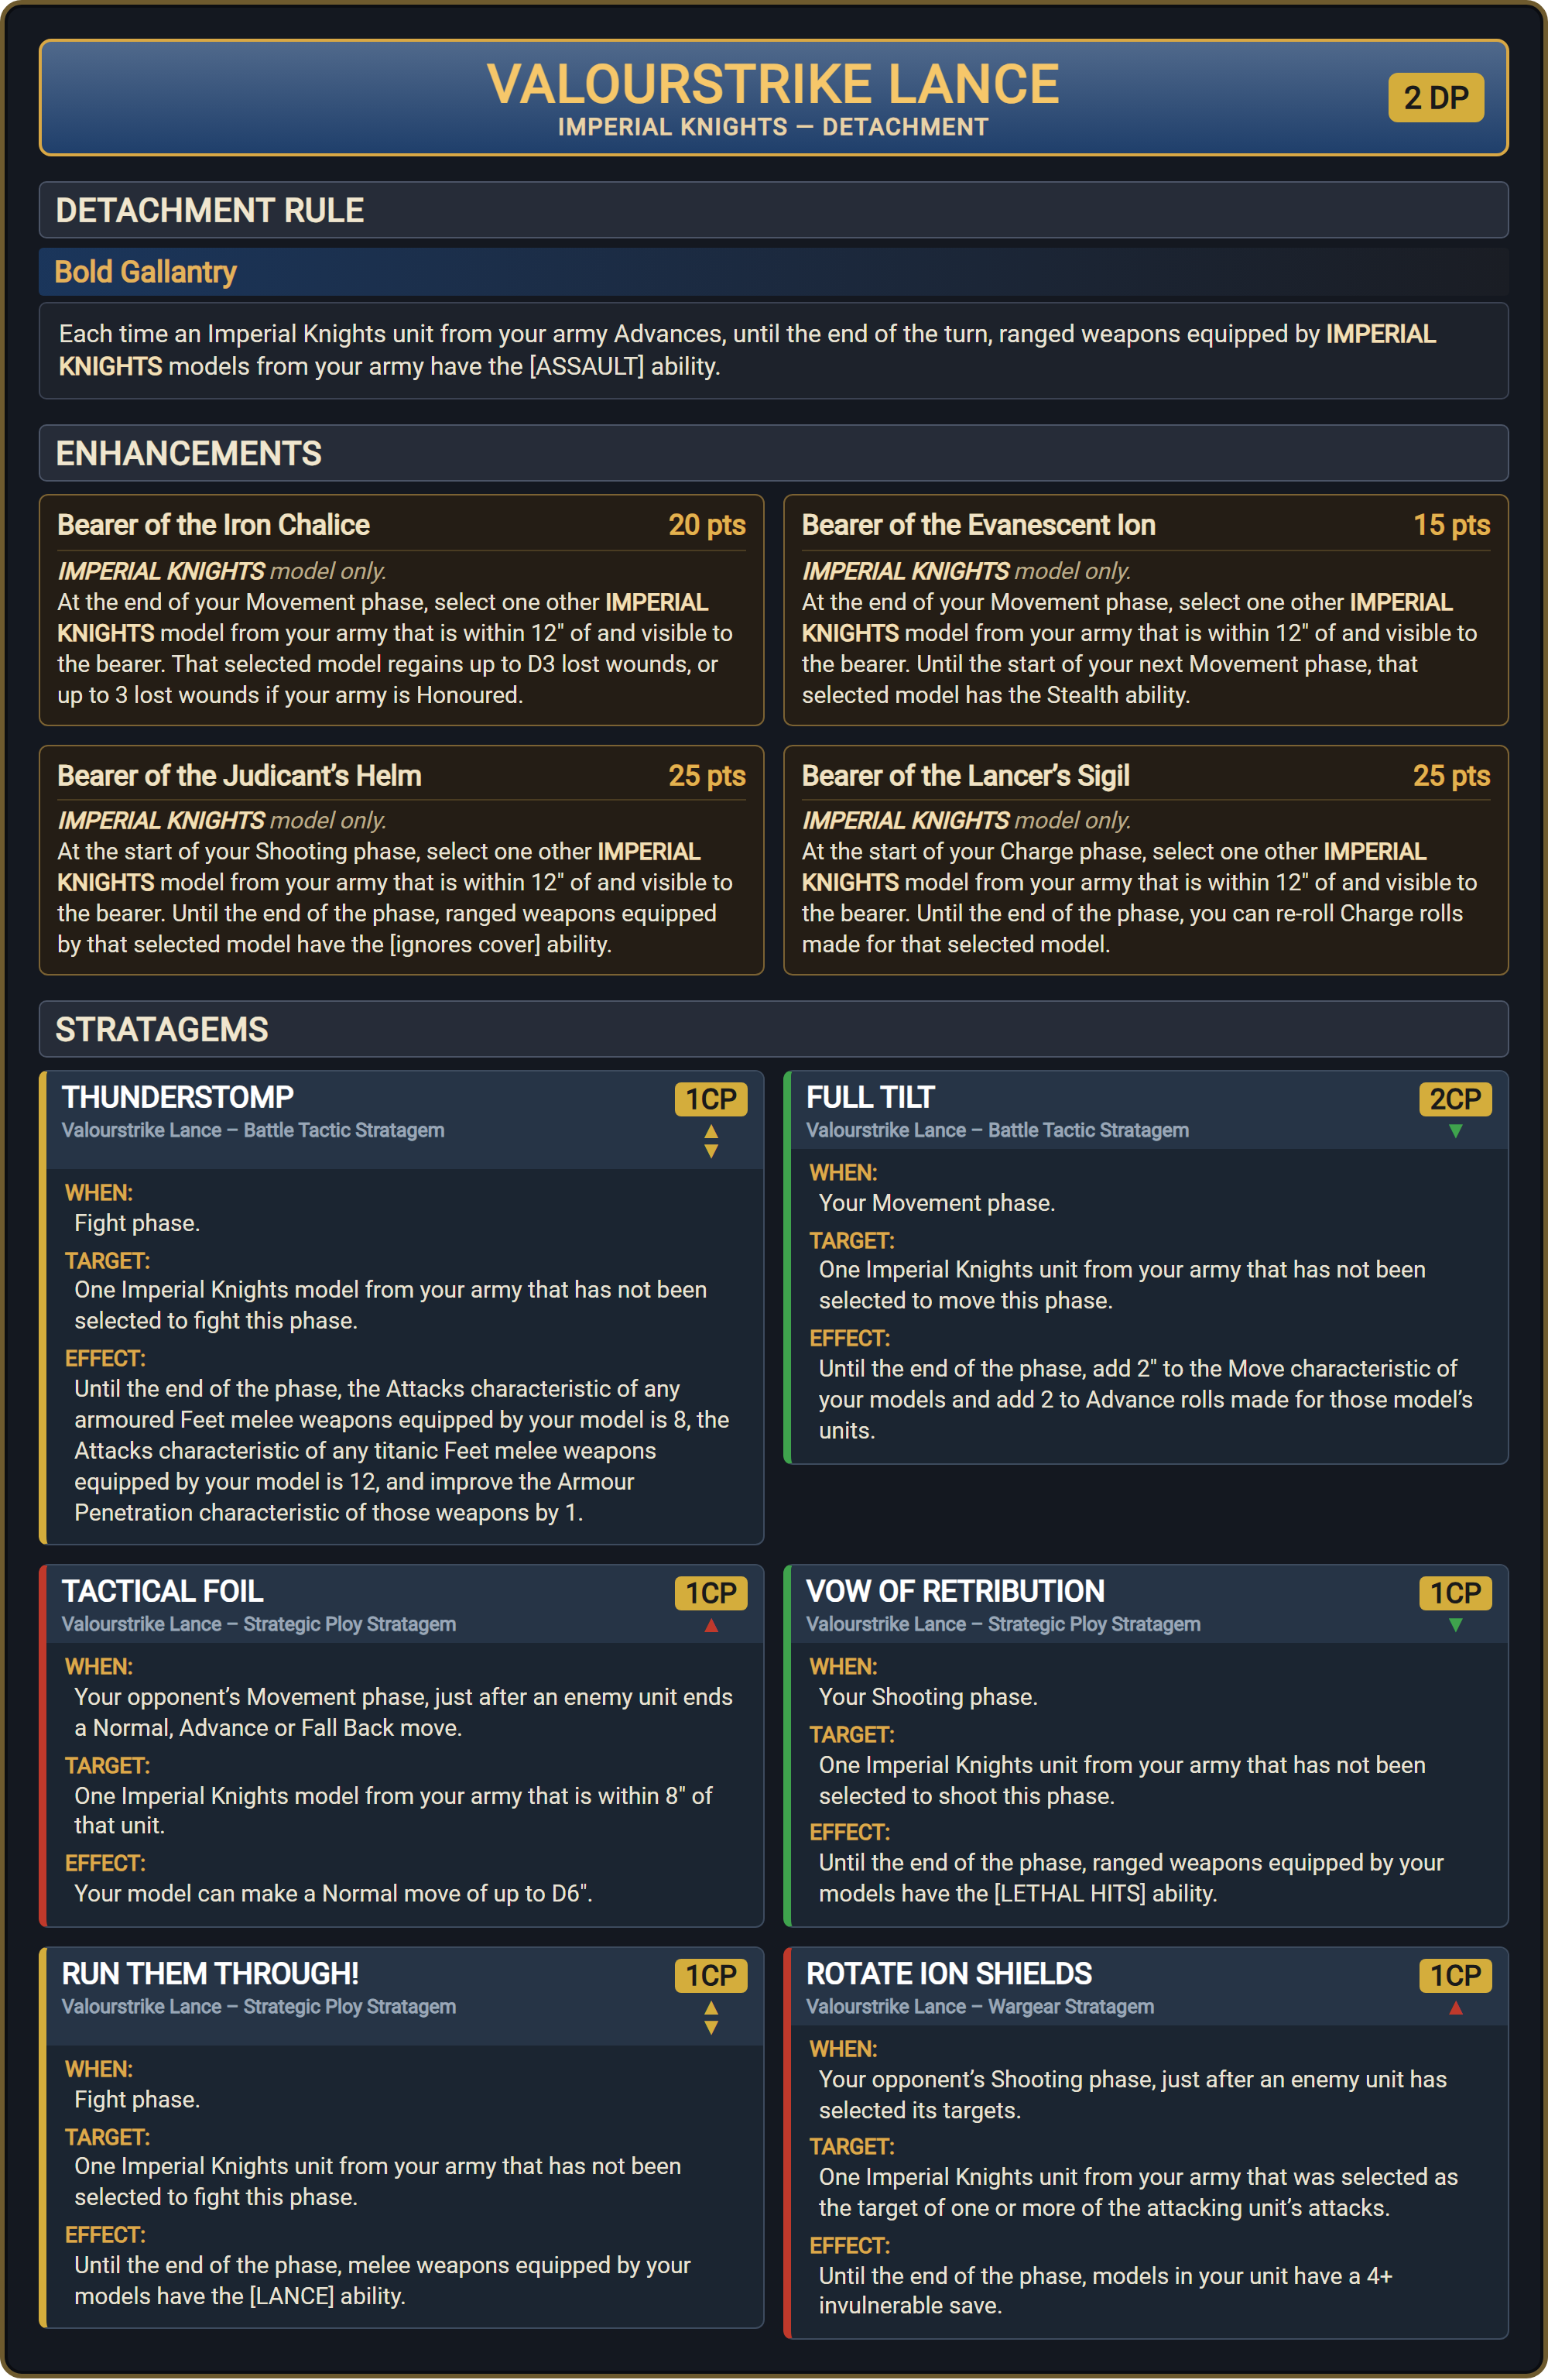 VALOURSTRIKE LANCE
IMPERIAL KNIGHTS — DETACHMENT
2 DP
DETACHMENT RULE
Bold Gallantry
Each time an Imperial Knights unit from your army Advances, until the end of the turn, ranged weapons equipped by IMPERIAL
KNIGHTS models from your army have the [ASSAULT] ability.
ENHANCEMENTS
Bearer of the Iron Chalice 20 pts
IMPERIAL KNIGHTS model only.
At the end of your Movement phase, select one other IMPERIAL
KNIGHTS model from your army that is within 12" of and visible to
the bearer. That selected model regains up to D3 lost wounds, or
up to 3 lost wounds if your army is Honoured.
Bearer of the Evanescent Ion 15 pts
IMPERIAL KNIGHTS model only.
At the end of your Movement phase, select one other IMPERIAL
KNIGHTS model from your army that is within 12" of and visible to
the bearer. Until the start of your next Movement phase, that
selected model has the Stealth ability.
Bearer of the Judicant’s Helm 25 pts
IMPERIAL KNIGHTS model only.
At the start of your Shooting phase, select one other IMPERIAL
KNIGHTS model from your army that is within 12" of and visible to
the bearer. Until the end of the phase, ranged weapons equipped
by that selected model have the [ignores cover] ability.
Bearer of the Lancer’s Sigil 25 pts
IMPERIAL KNIGHTS model only.
At the start of your Charge phase, select one other IMPERIAL
KNIGHTS model from your army that is within 12" of and visible to
the bearer. Until the end of the phase, you can re-roll Charge rolls
made for that selected model.
STRATAGEMS
THUNDERSTOMP 1CP
Valourstrike Lance – Battle Tactic Stratagem
WHEN:
Fight phase.
TARGET:
One Imperial Knights model from your army that has not been
selected to fight this phase.
EFFECT:
Until the end of the phase, the Attacks characteristic of any
armoured Feet melee weapons equipped by your model is 8, the
Attacks characteristic of any titanic Feet melee weapons
equipped by your model is 12, and improve the Armour
Penetration characteristic of those weapons by 1.
FULL TILT 2CP
Valourstrike Lance – Battle Tactic Stratagem
WHEN:
Your Movement phase.
TARGET:
One Imperial Knights unit from your army that has not been
selected to move this phase.
EFFECT:
Until the end of the phase, add 2" to the Move characteristic of
your models and add 2 to Advance rolls made for those model’s
units.
TACTICAL FOIL 1CP
Valourstrike Lance – Strategic Ploy Stratagem
WHEN:
Your opponent’s Movement phase, just after an enemy unit ends
a Normal, Advance or Fall Back move.
TARGET:
One Imperial Knights model from your army that is within 8" of
that unit.
EFFECT:
Your model can make a Normal move of up to D6".
VOW OF RETRIBUTION 1CP
Valourstrike Lance – Strategic Ploy Stratagem
WHEN:
Your Shooting phase.
TARGET:
One Imperial Knights unit from your army that has not been
selected to shoot this phase.
EFFECT:
Until the end of the phase, ranged weapons equipped by your
models have the [LETHAL HITS] ability.
RUN THEM THROUGH! 1CP
Valourstrike Lance – Strategic Ploy Stratagem
WHEN:
Fight phase.
TARGET:
One Imperial Knights unit from your army that has not been
selected to fight this phase.
EFFECT:
Until the end of the phase, melee weapons equipped by your
models have the [LANCE] ability.
ROTATE ION SHIELDS 1CP
Valourstrike Lance – Wargear Stratagem
WHEN:
Your opponent’s Shooting phase, just after an enemy unit has
selected its targets.
TARGET:
One Imperial Knights unit from your army that was selected as
the target of one or more of the attacking unit’s attacks.
EFFECT:
Until the end of the phase, models in your unit have a 4+
invulnerable save.